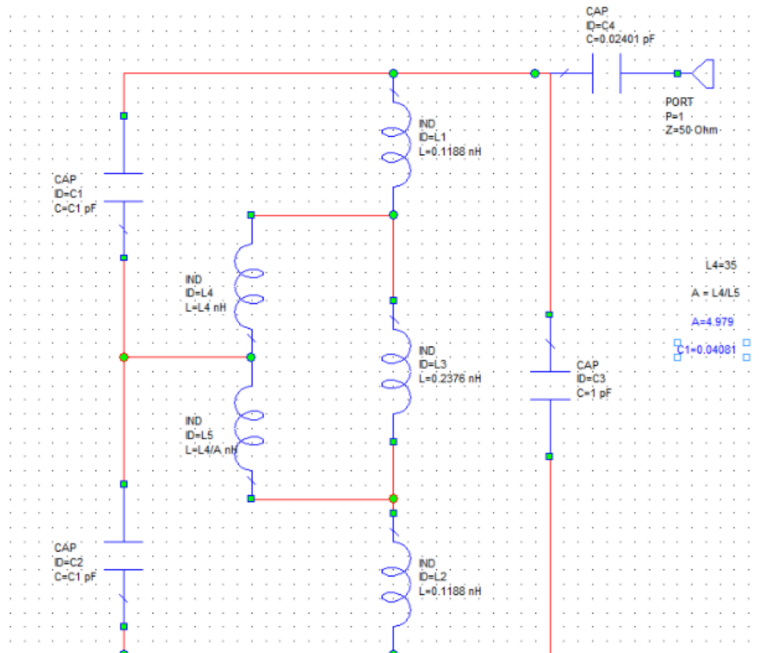 CAP
ID=C4
C=0.02401 pF
PORT
P=1
Z=50 Ohm
IND
ID=L1
L=0.1188 nH
CAP
ID=C1
C=C1 pF
IND
ID=L4
L=L4 nH
L4=35
A = L4/L5
A=4.979
C1=0.04081
IND
ID=L3
L=0.2376 nH
CAP
ID=C3
C=1 pF
IND
ID=L5
L=L4/A nH
CAP
ID=C2
C=C1 pF
IND
ID=L2
L=0.1188 nH